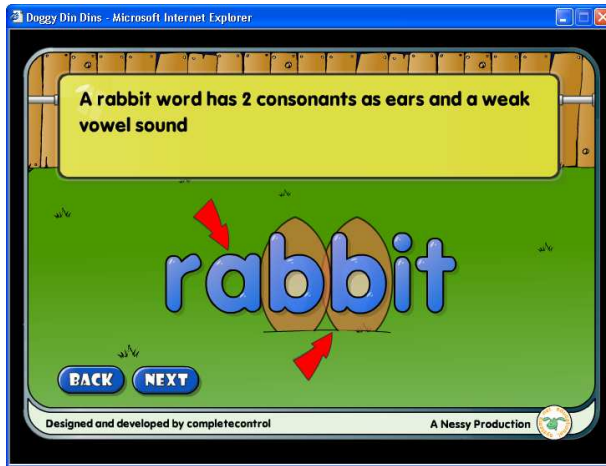 Doggy Din Dins - Microsoft Internet Explorer
A rabbit word has 2 consonants as ears and a weak
vowel sound
rabbit
BACK NEXT
Designed and developed by completecontrol
A Nessy Production